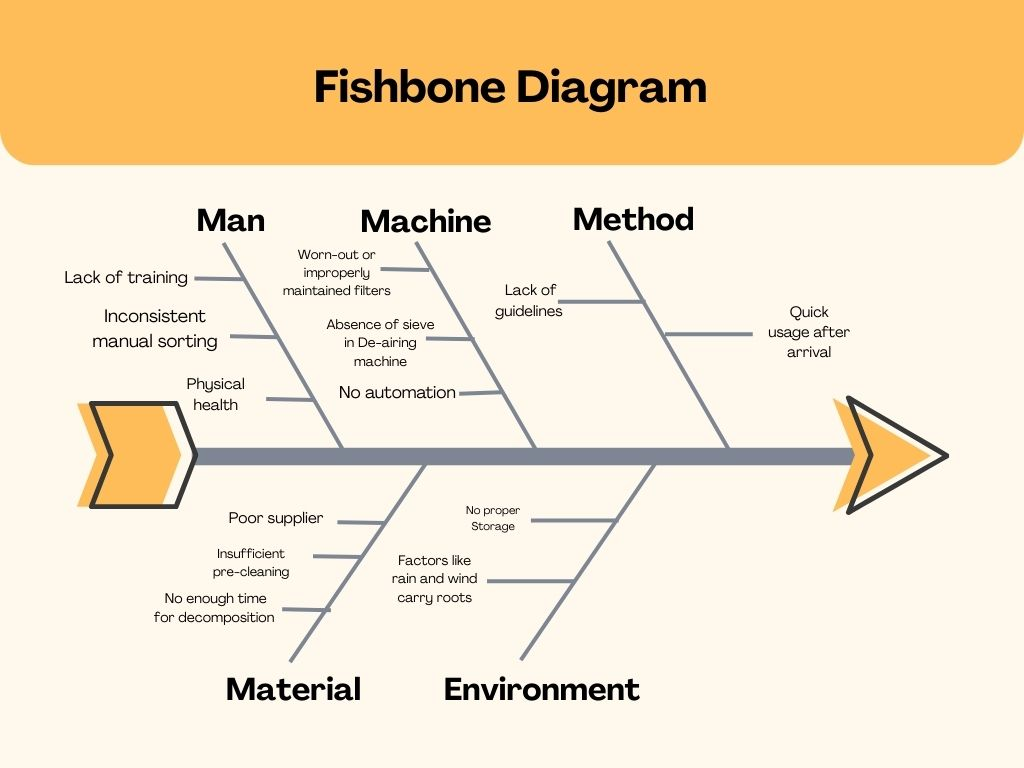 Fishbone Diagram
Man
Machine
Method
Lack of training
Inconsistent
manual sorting
Physical
health
Worn-out or
improperly
maintained filters
Absence of sieve
in De-airing
machine
No automation
Lack of
guidelines
Quick
usage after
arrival
Poor supplier
Insufficient
pre-cleaning
No enough time
for decomposition
No proper
Storage
Factors like
rain and wind
carry roots
Material
Environment